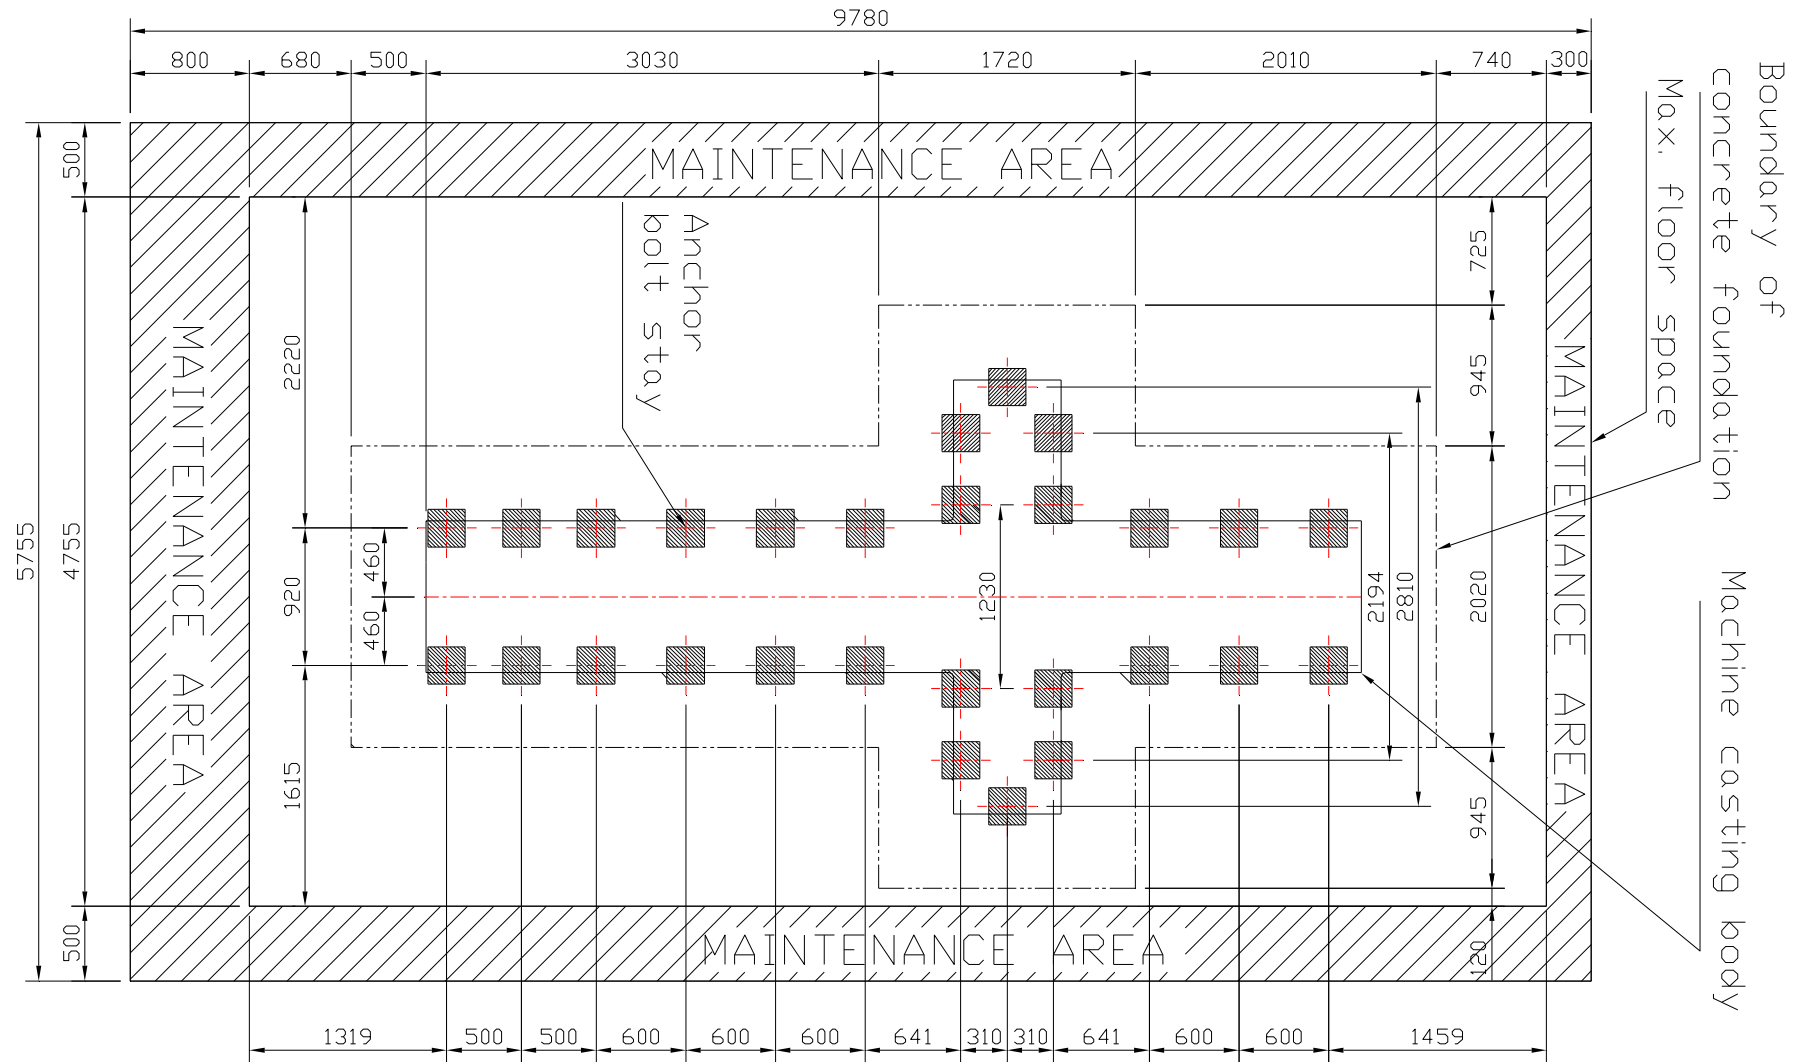 9780
800 680 500 3030 1720 2010 740 300
Boundary of
concrete foundation
Max. floor space
MAINTENANCE AREA
500
5755
4755
500
MAINTENANCE AREA
2220
920
1615
460
460
Anchor
bolt stay
1230
2194
2810
725
945
2020
945
120
MAINTENANCE AREA
Machine casting body
MAINTENANCE AREA
1319 500 500 600 600 600 641 310 310 641 600 600 1459